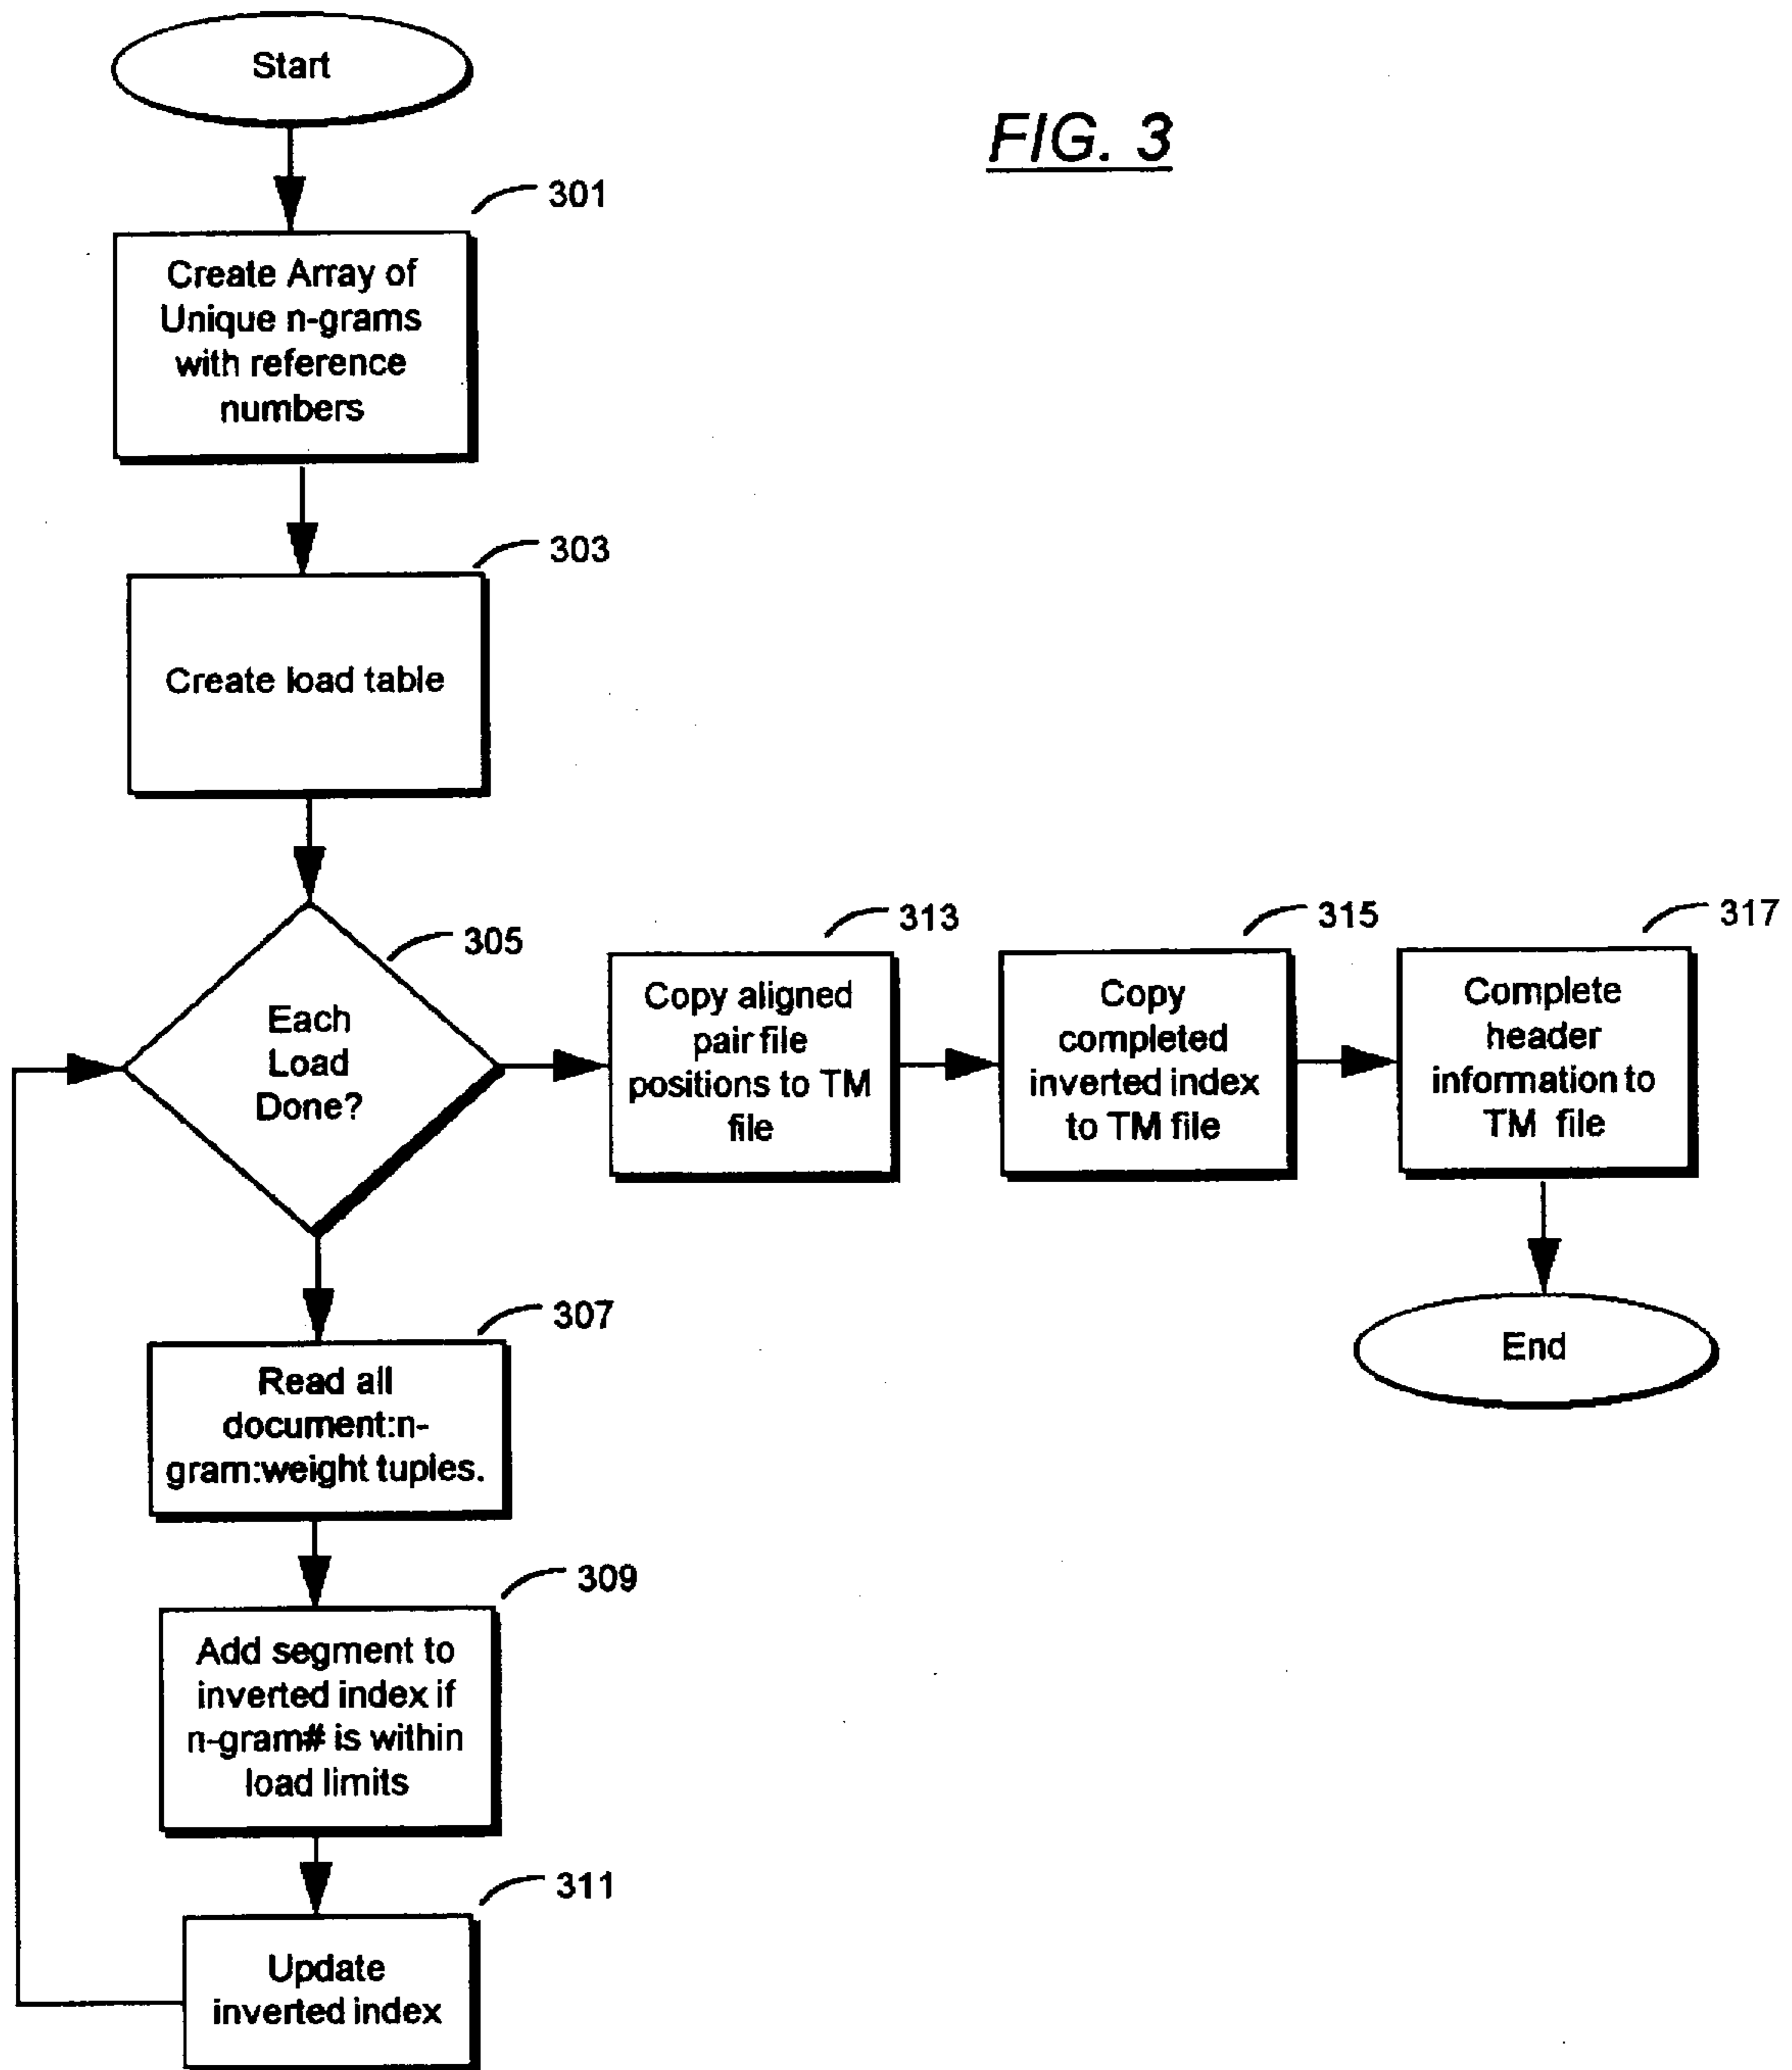 Start
FIG. 3
301
Create Array of
Unique n-grams
with reference
numbers
303
Create load table
305
Each
Load
Done?
313
Copy aligned
pair file
positions to TM
file
315
Copy
completed
inverted index
to TM file
317
Complete
header
information to
TM file
End
307
Read all
document:n-
gram:weight tuples.
309
Add segment to
inverted index if
n-gram# is within
load limits
311
Update
inverted index